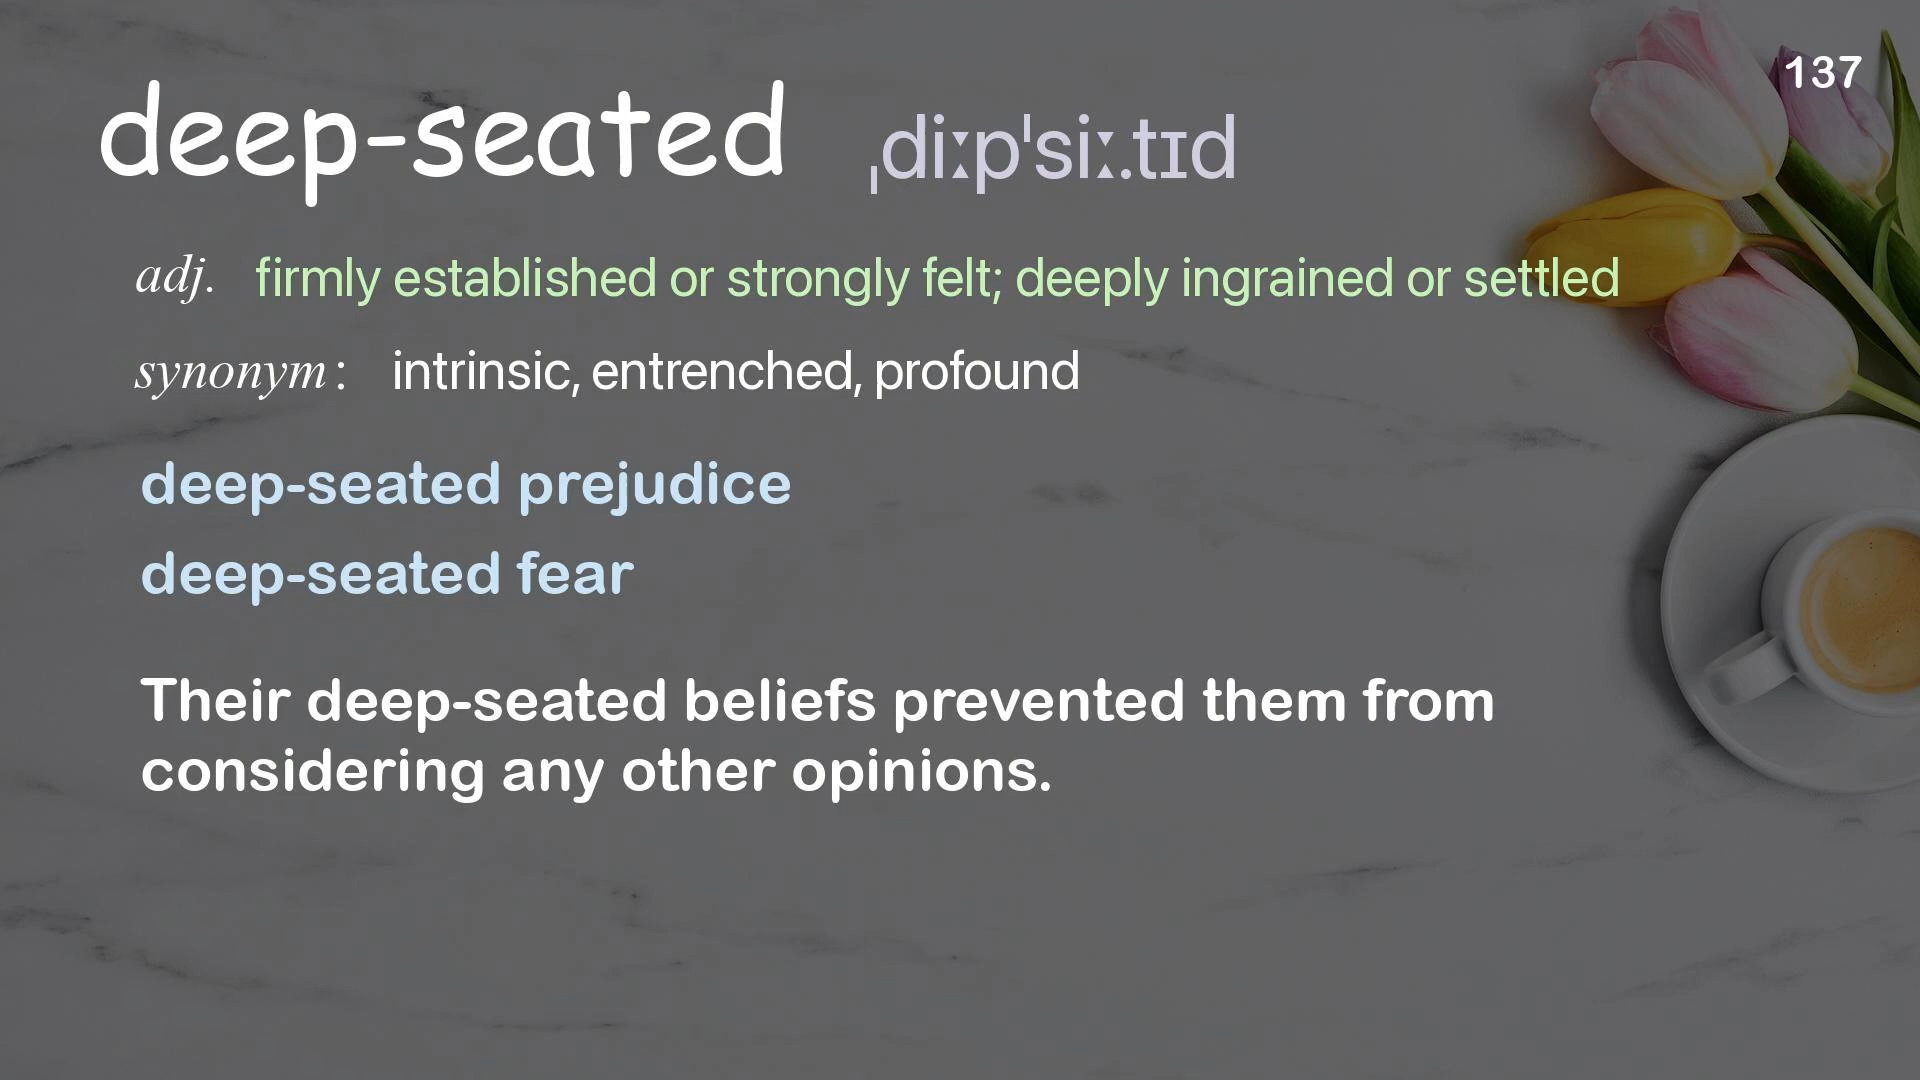 137
deep-seated ˌdiːpˈsiː.tɪd
adj. firmly established or strongly felt; deeply ingrained or settled
synonym : intrinsic, entrenched, profound
deep-seated prejudice
deep-seated fear
Their deep-seated beliefs prevented them from
considering any other opinions.